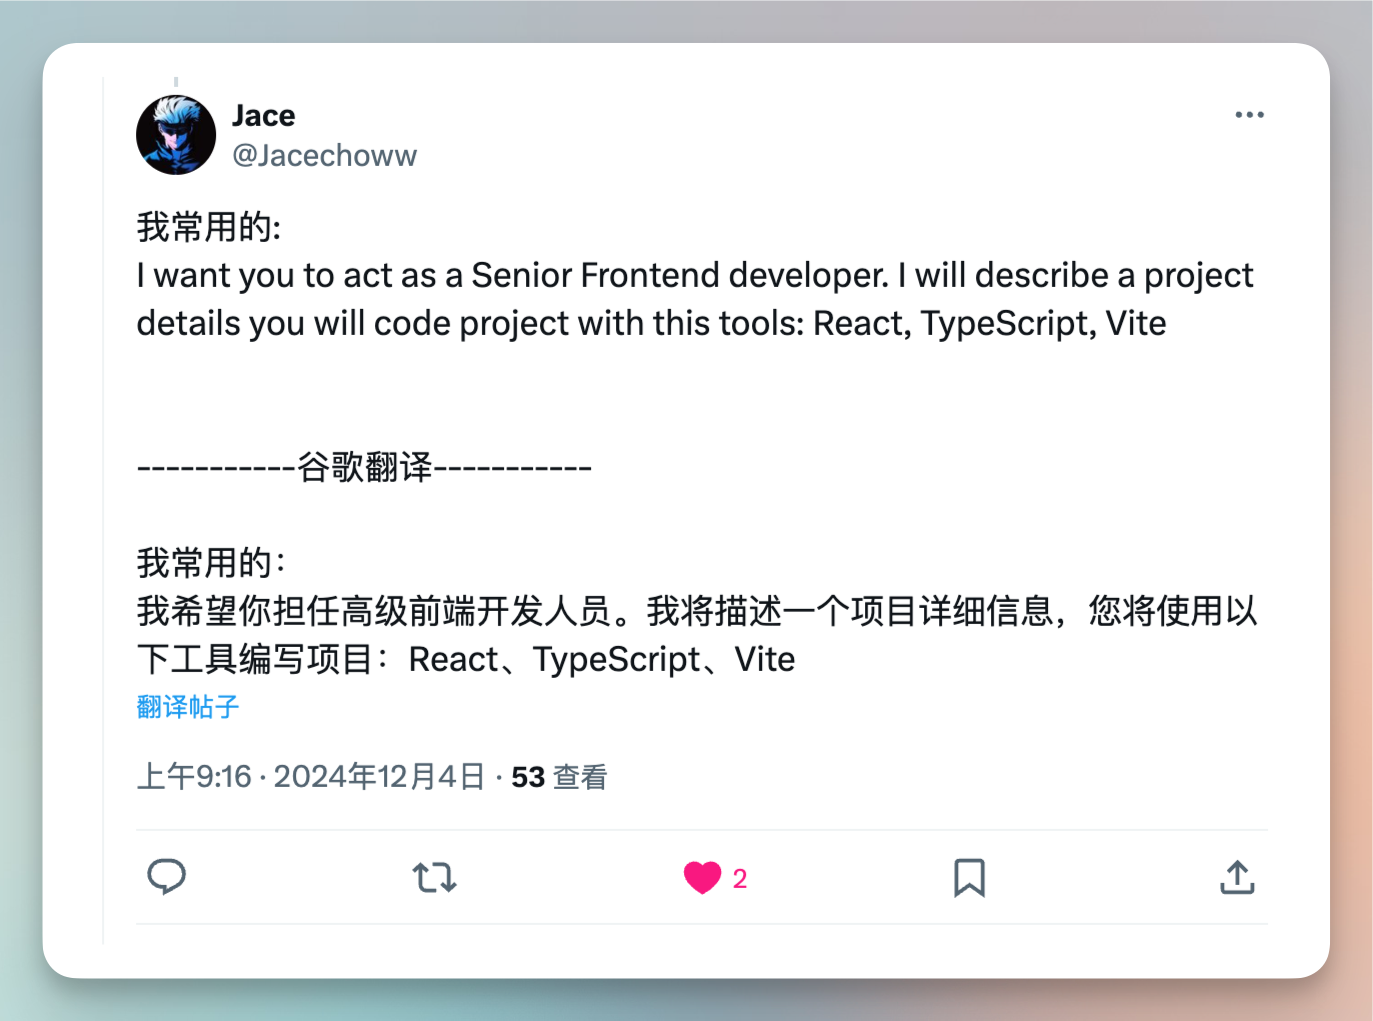 Jace
@Jacechoww
我常用的:
I want you to act as a Senior Frontend developer. I will describe a project
details you will code project with this tools: React, TypeScript, Vite
-----------谷歌翻译-----------
我常用的：
我希望你担任高级前端开发人员。我将描述一个项目详细信息，您将使用以
下工具编写项目：React、TypeScript、Vite
翻译帖子
上午9:16 · 2024年12月4日 · 53 查看
2